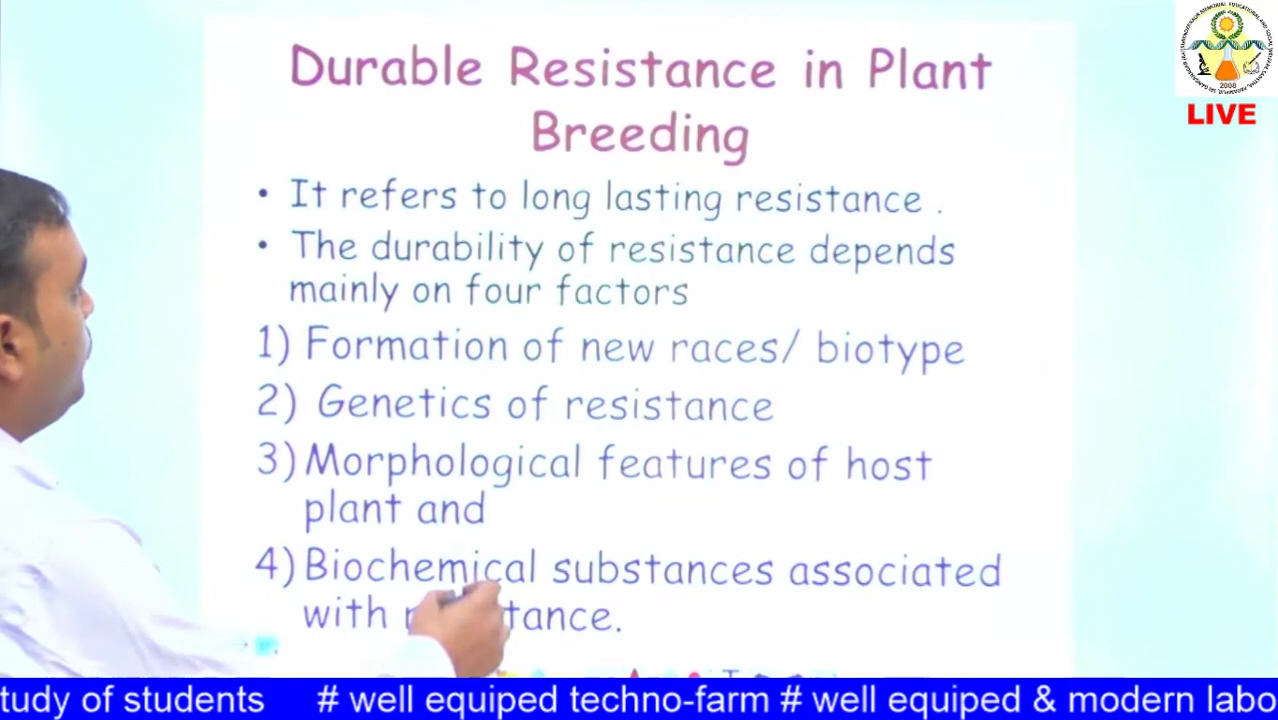 Durable Resistance in Plant
Breeding
• It refers to long lasting resistance .
• The durability of resistance depends
mainly on four factors
1) Formation of new races/ biotype
2) Genetics of resistance
3) Morphological features of host
plant and
4) Biochemical substances associated
with tance.
2008
LIVE
tudy of students # well equiped techno-farm # well equiped & modern labo